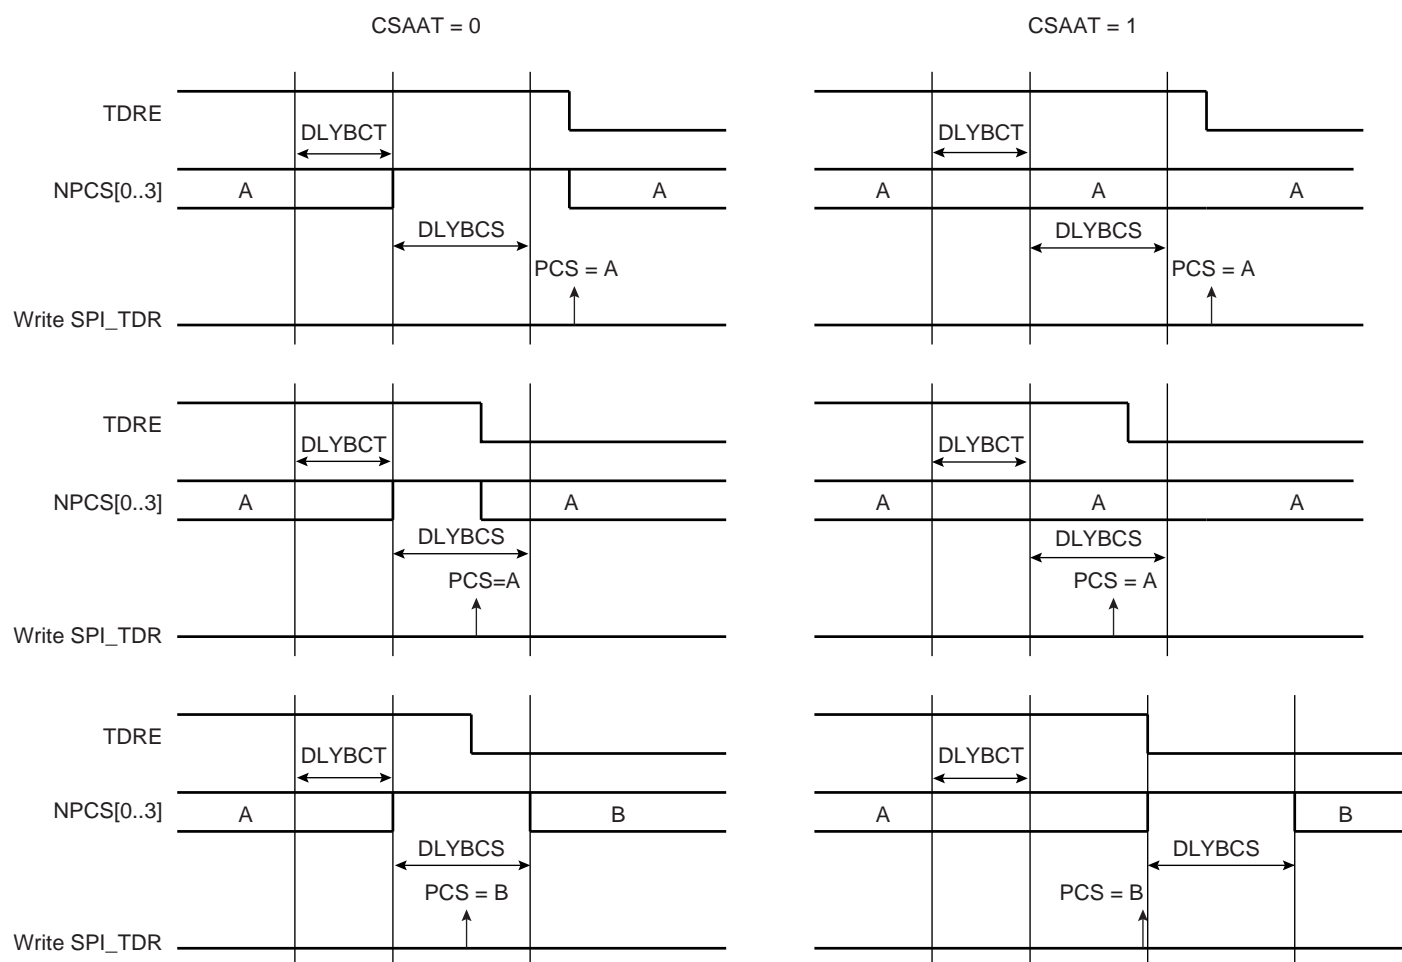 CSAAT = 0
CSAAT = 1
TDRE
DLYBCT
DLYBCT
NPCS[0..3]
A
A
A
A
A
DLYBCS
DLYBCS
PCS = A
PCS = A
Write SPI_TDR
TDRE
DLYBCT
DLYBCT
NPCS[0..3]
A
A
A
A
A
DLYBCS
DLYBCS
PCS=A
PCS = A
Write SPI_TDR
TDRE
DLYBCT
DLYBCT
NPCS[0..3]
A
B
A
B
DLYBCS
DLYBCS
PCS = B
PCS = B
Write SPI_TDR